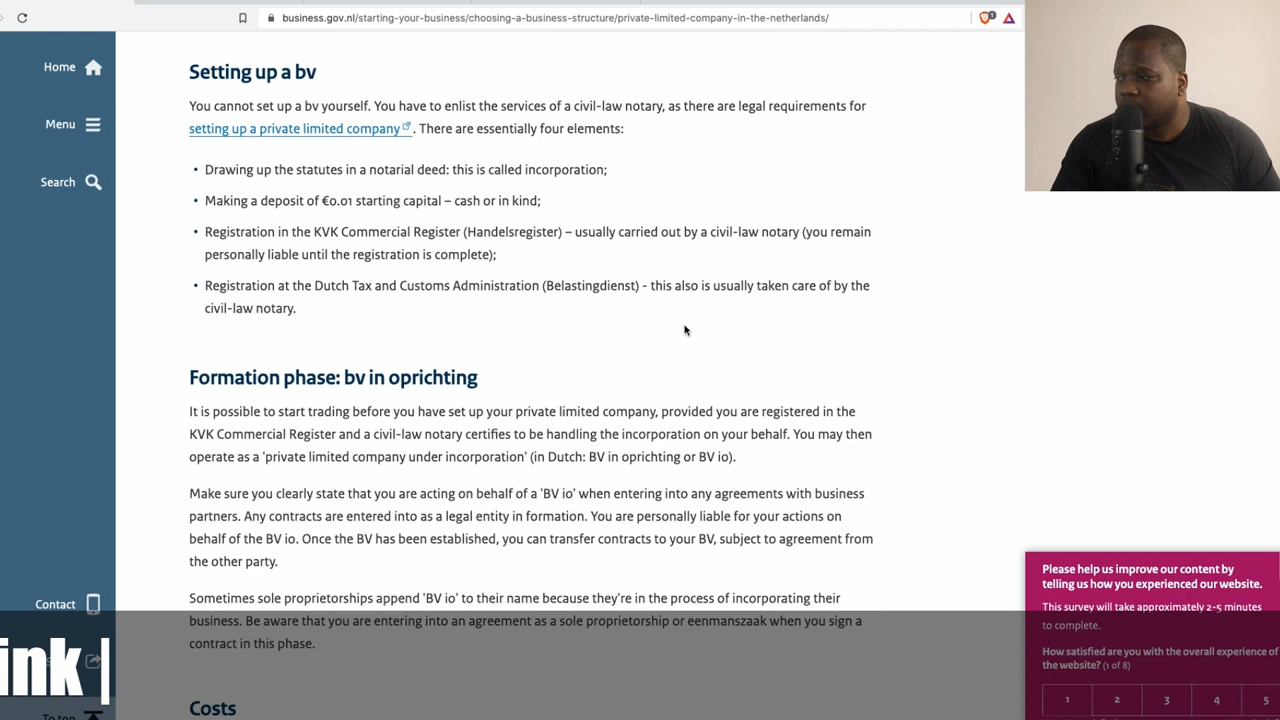 business.gov.nl/starting-your-business/choosing-a-business-structure/private-limited-company-in-the-netherlands/
1
Home
Menu
Search
Setting up a bv
You cannot set up a bv yourself. You have to enlist the services of a civil-law notary, as there are legal requirements for
setting up a private limited company. There are essentially four elements:
• Drawing up the statutes in a notarial deed: this is called incorporation;
• Making a deposit of €0.01 starting capital – cash or in kind;
• Registration in the KVK Commercial Register (Handelsregister) – usually carried out by a civil-law notary (you remain
personally liable until the registration is complete);
• Registration at the Dutch Tax and Customs Administration (Belastingdienst) - this also is usually taken care of by the
civil-law notary.
Formation phase: bv in oprichting
It is possible to start trading before you have set up your private limited company, provided you are registered in the
KVK Commercial Register and a civil-law notary certifies to be handling the incorporation on your behalf. You may then
operate as a 'private limited company under incorporation' (in Dutch: BV in oprichting or BV io).
Make sure you clearly state that you are acting on behalf of a 'BV io' when entering into any agreements with business
partners. Any contracts are entered into as a legal entity in formation. You are personally liable for your actions on
behalf of the BV io. Once the BV has been established, you can transfer contracts to your BV, subject to agreement from
the other party.
Sometimes sole proprietorships append 'BV io' to their name because they're in the process of incorporating their
business. Be aware that you are entering into an agreement as a sole proprietorship or eenmanszaak when you sign a
contract in this phase.
Costs
Contact
ink |
To top
Please help us improve our content by
telling us how you experienced our website.
This survey will take approximately 2-5 minutes
to complete.
How satisfied are you with the overall experience of
the website? (1 of 8)
1 2 3 4 5